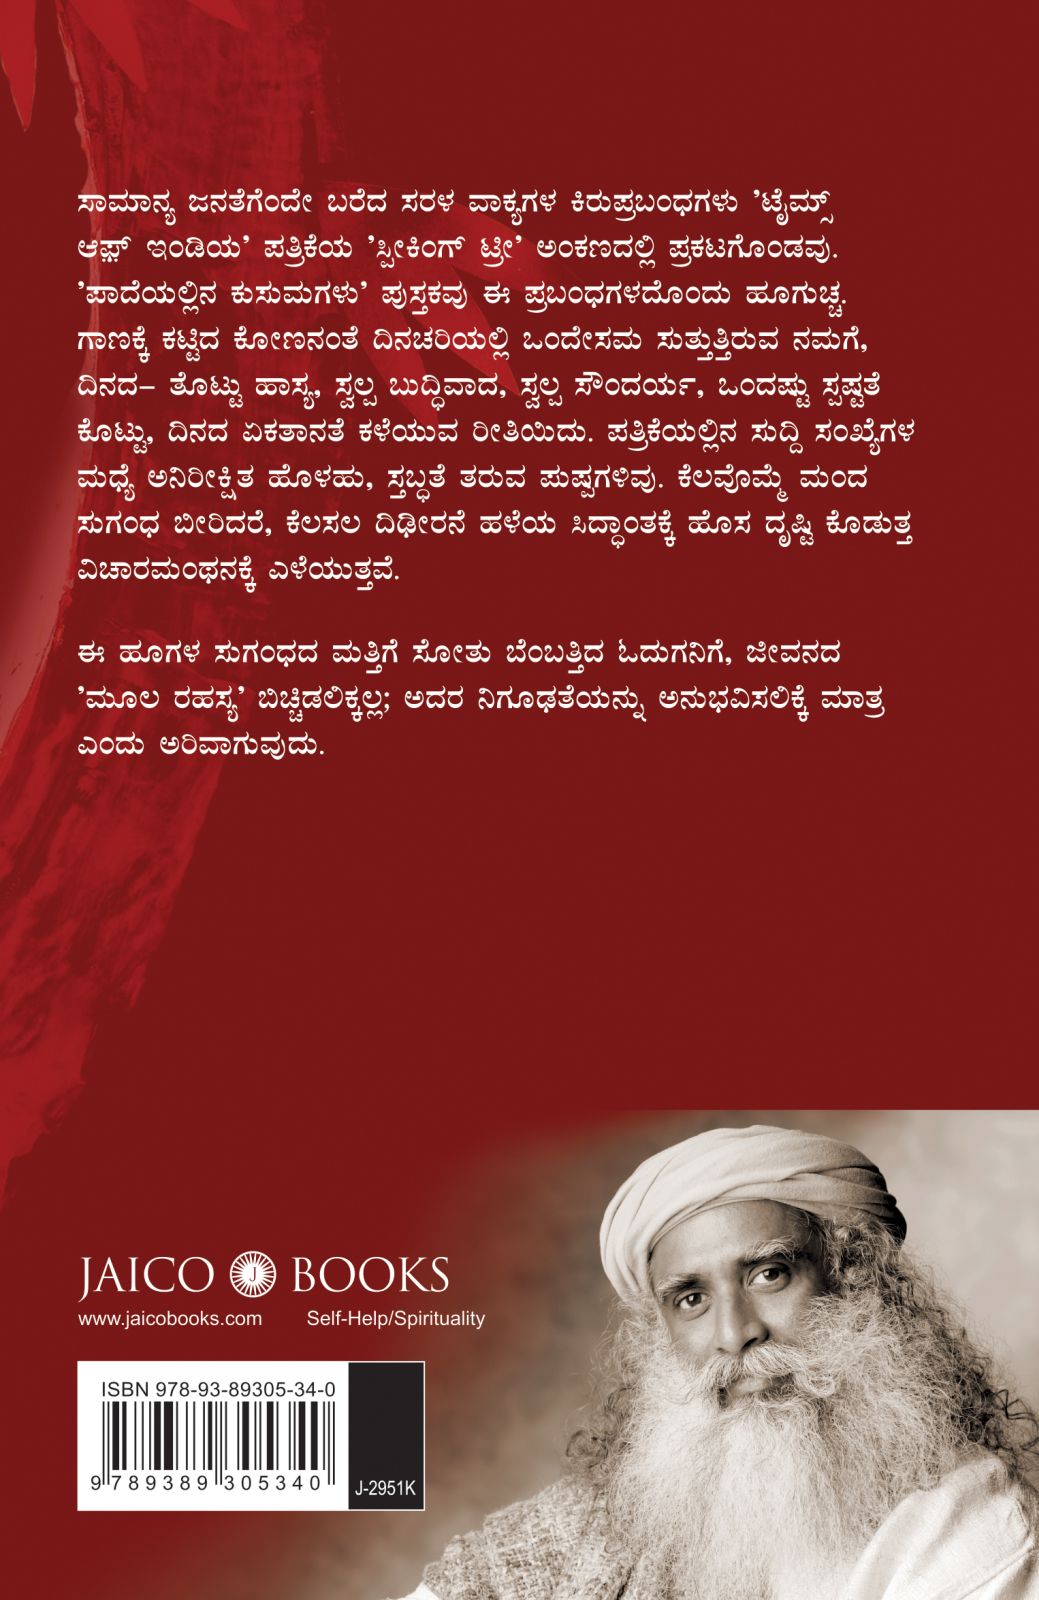 ಸಾಮಾನ್ಯ ಜನತೆಗೆಂದೇ ಬರೆದ ಸರಳ ವಾಕ್ಯಗಳ ಕಿರುಪ್ರಬಂಧಗಳು 'ಟೈಮ್ಸ್
ಆಫ್ ಇಂಡಿಯ' ಪತ್ರಿಕೆಯ 'ಸ್ಪೀಕಿಂಗ್ ಟ್ರೀ' ಅಂಕಣದಲ್ಲಿ ಪ್ರಕಟಗೊಂಡವು.
'ಪಾದೆಯಲ್ಲಿನ ಕುಸುಮಗಳು' ಪುಸ್ತಕವು ಈ ಪ್ರಬಂಧಗಳದೊಂದು ಹೂಗುಚ್ಚ.
ಗಾಣಕ್ಕೆ ಕಟ್ಟಿದ ಕೋಣನಂತೆ ದಿನಚರಿಯಲ್ಲಿ ಒಂದೇಸಮ ಸುತ್ತುತ್ತಿರುವ ನಮಗೆ,
ದಿನದ– ತೊಟ್ಟು ಹಾಸ್ಯ, ಸ್ವಲ್ಪ ಬುದ್ಧಿವಾದ, ಸ್ವಲ್ಪ ಸೌಂದರ್ಯ, ಒಂದಷ್ಟು ಸ್ಪಷ್ಟತೆ
ಕೊಟ್ಟು, ದಿನದ ಏಕತಾನತೆ ಕಳೆಯುವ ರೀತಿಯಿದು. ಪತ್ರಿಕೆಯಲ್ಲಿನ ಸುದ್ದಿ ಸಂಖ್ಯೆಗಳ
ಮಧ್ಯೆ ಅನಿರೀಕ್ಷಿತ ಹೊಳಹು, ಸ್ತಬ್ಧತೆ ತರುವ ಪುಷ್ಪಗಳಿವು. ಕೆಲವೊಮ್ಮೆ ಮಂದ
ಸುಗಂಧ ಬೀರಿದರೆ, ಕೆಲಸಲ ದಿಢೀರನೆ ಹಳೆಯ ಸಿದ್ಧಾಂತಕ್ಕೆ ಹೊಸ ದೃಷ್ಟಿ ಕೊಡುತ್ತ
ವಿಚಾರಮಂಥನಕ್ಕೆ ಎಳೆಯುತ್ತವೆ.
ಈ ಹೂಗಳ ಸುಗಂಧದ ಮತ್ತಿಗೆ ಸೋತು ಬೆಂಬತ್ತಿದ ಓದುಗನಿಗೆ, ಜೀವನದ
'ಮೂಲ ರಹಸ್ಯ' ಬಿಚ್ಚಿಡಲಿಕ್ಕಲ್ಲ; ಅದರ ನಿಗೂಢತೆಯನ್ನು ಅನುಭವಿಸಲಿಕ್ಕೆ ಮಾತ್ರ
ಎಂದು ಅರಿವಾಗುವುದು.
JAICO J BOOKS
www.jaicobooks.com Self-Help/Spirituality
ISBN 978-93-89305-34-0
9 789389 305340
J-2951K